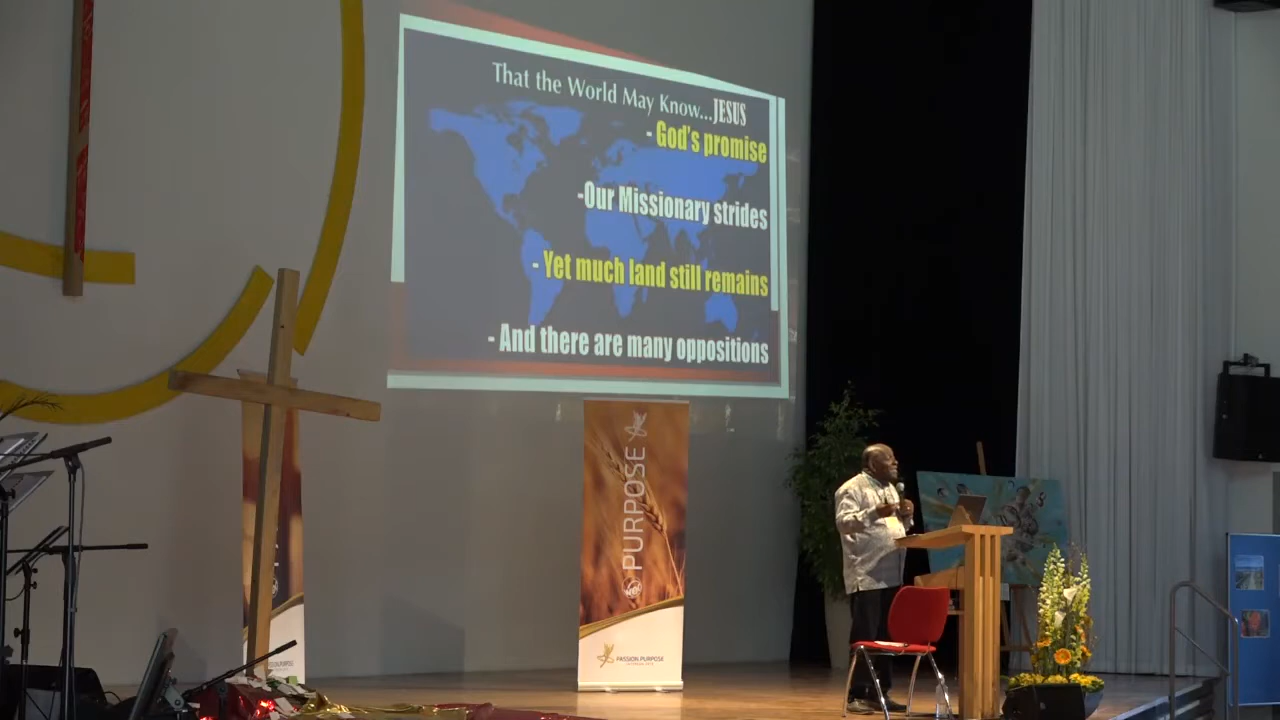 That the World May Know...JESUS
- God's promise
-Our Missionary strides
- Yet much land still remains
- And there are many oppositions
PURPOSE
PASSION PURPOSE